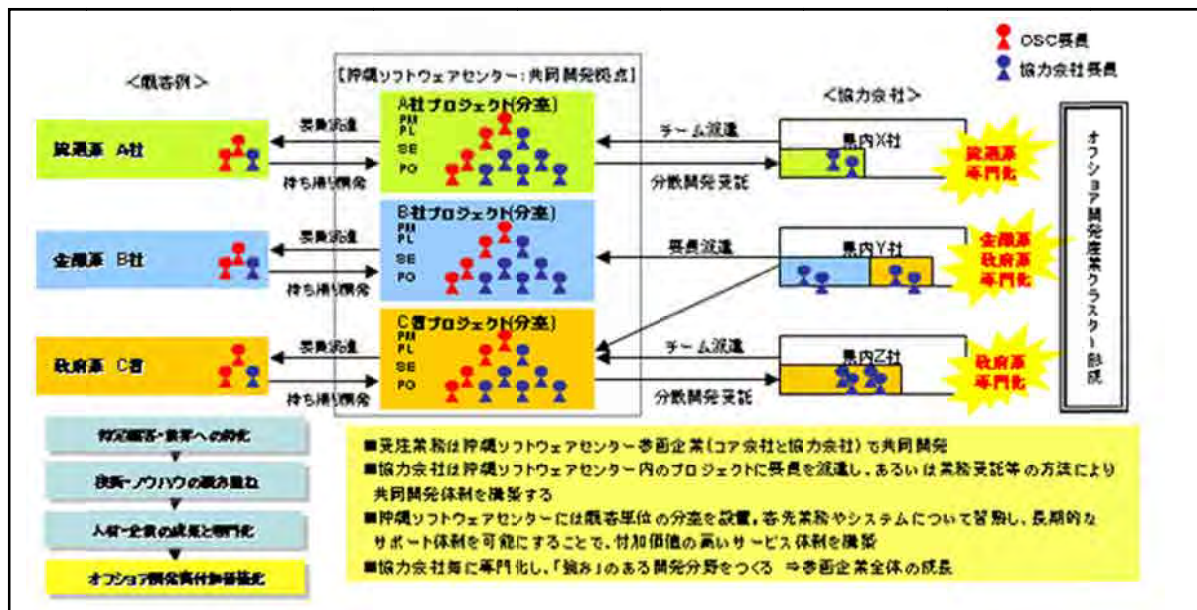 OSC要員
協力会社要員
＜顧客例＞
[沖縄ソフトウェアセンター：共同開発拠点]
＜協力会社＞
流通系 A社
要員派遣
持ち帰り開発
A社プロジェクト(分室)
PM
PL
SE
PO
チーム派遣
分散開発受託
県内X社
流通系
専門化
金融系 B社
要員派遣
持ち帰り開発
B社プロジェクト(分室)
PM
PL
SE
PO
要員派遣
県内Y社
金融系
政府系
専門化
政府系 C省
要員派遣
持ち帰り開発
C省プロジェクト(分室)
PM
PL
SE
PO
チーム派遣
分散開発受託
県内Z社
政府系
専門化
オフショア開発産業クラスター形成
特定顧客・業界への特化
技術・ノウハウの積み重ね
人材・企業の成長と専門化
オフショア開発高付加価値化
■受注業務は沖縄ソフトウェアセンター参画企業(コア会社と協力会社)で共同開発
■協力会社は沖縄ソフトウェアセンター内のプロジェクトに要員を派遣し、あるいは業務受託等の方法により
共同開発体制を構築する
■沖縄ソフトウェアセンターには顧客単位の分室を設置。客先業務やシステムについて習熟し、長期的な
サポート体制を可能にすることで、付加価値の高いサービス体制を構築
■協力会社毎に専門化し、「強み」のある開発分野をつくる ⇒参画企業全体の成長